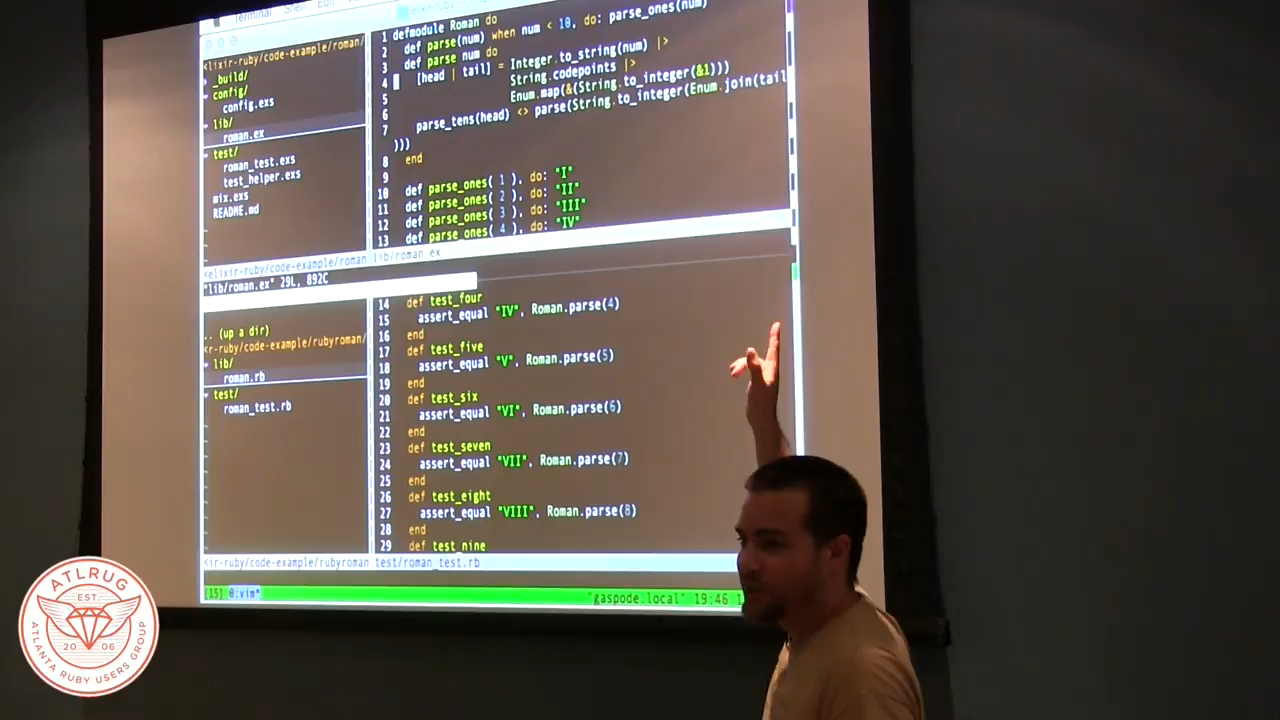 Terminal Shell Edit
<lixir-ruby/code-example/roman/
_build/
config/
config.exs
lib/
roman.ex
test/
roman_test.exs
test_helper.exs
mix.exs
README.md
1 defmodule Roman do
2 def parse(num) when num < 10, do: parse_ones(num)
3 def parse num do
4 [head | tail] = Integer.to_string(num) |>
5 String.codepoints |>
6 Enum.map(&(String.to_integer(&1)))
7 parse_tens(head) <> parse(String.to_integer(Enum.join(tail
)))
8 end
9
10 def parse_ones( 1 ), do: "I"
11 def parse_ones( 2 ), do: "II"
12 def parse_ones( 3 ), do: "III"
13 def parse_ones( 4 ), do: "IV"
<elixir-ruby/code-example/roman lib/roman.ex
"lib/roman.ex" 29L, 892C
.. (up a dir)
<r-ruby/code-example/rubyroman/
lib/
roman.rb
test/
roman_test.rb
14 def test_four
15 assert_equal "IV", Roman.parse(4)
16 end
17 def test_five
18 assert_equal "V", Roman.parse(5)
19 end
20 def test_six
21 assert_equal "VI", Roman.parse(6)
22 end
23 def test_seven
24 assert_equal "VII", Roman.parse(7)
25 end
26 def test_eight
27 assert_equal "VIII", Roman.parse(8)
28 end
29 def test_nine
<ir-ruby/code-example/rubyroman test/roman_test.rb
[15] 0:vim* "gaspode.local" 19:46
ATLRUG
EST.
20 06
ATLANTA RUBY USERS GROUP